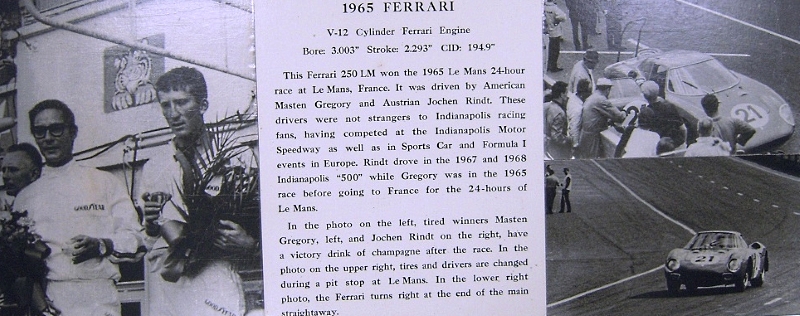 1965 FERRARI
V-12 Cylinder Ferrari Engine
Bore: 3.003" Stroke: 2.293" CID: 194.9"
This Ferrari 250 LM won the 1965 Le Mans 24-hour
race at Le Mans, France. It was driven by American
Masten Gregory and Austrian Jochen Rindt. These
drivers were not strangers to Indianapolis racing
fans, having competed at the Indianapolis Motor
Speedway as well as in Sports Car and Formula I
events in Europe. Rindt drove in the 1967 and 1968
Indianapolis "500" while Gregory was in the 1965
race before going to France for the 24-hours of
Le Mans.
In the photo on the left, tired winners Masten
Gregory, left, and Jochen Rindt on the right, have
a victory drink of champagne after the race. In the
photo on the upper right, tires and drivers are changed
during a pit stop at Le Mans. In the lower right
photo, the Ferrari turns right at the end of the main
straightaway.
GOODYEAR
GOODYEAR
21
21